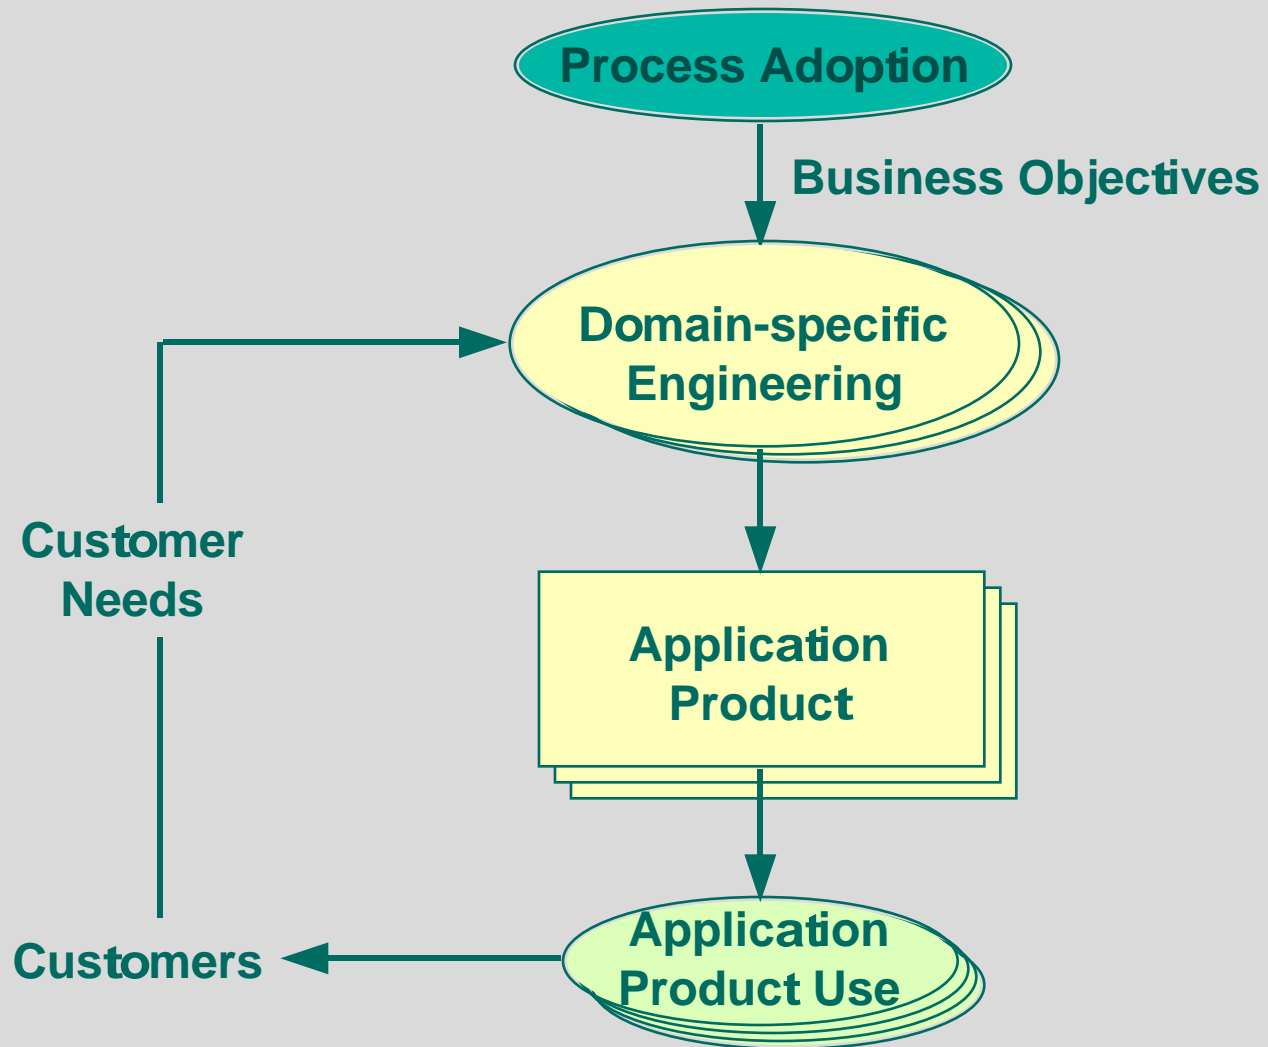 Process Adoption
Business Objectives
Domain-specific
Engineering
Customer
Needs
Application
Product
Application
Product Use
Customers